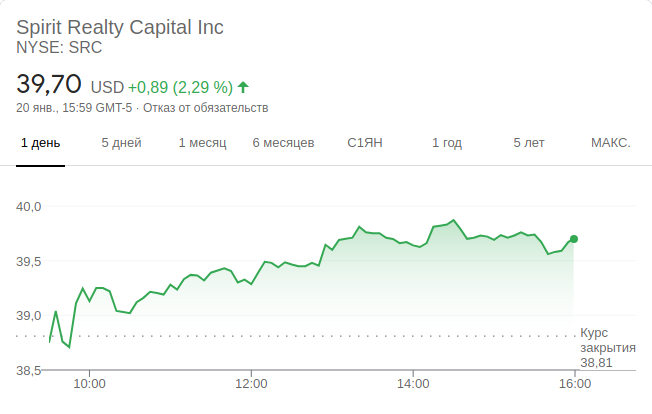 Spirit Realty Capital Inc
NYSE: SRC
39,70 USD +0,89 (2,29 %)
20 янв., 15:59 GMT-5 · Отказ от обязательств
1 день 5 дней 1 месяц 6 месяцев С1ЯН 1 год 5 лет МАКС.
40,0
39,5
39,0
Курс
закрытия
38,81
38,5
10:00 12:00 14:00 16:00